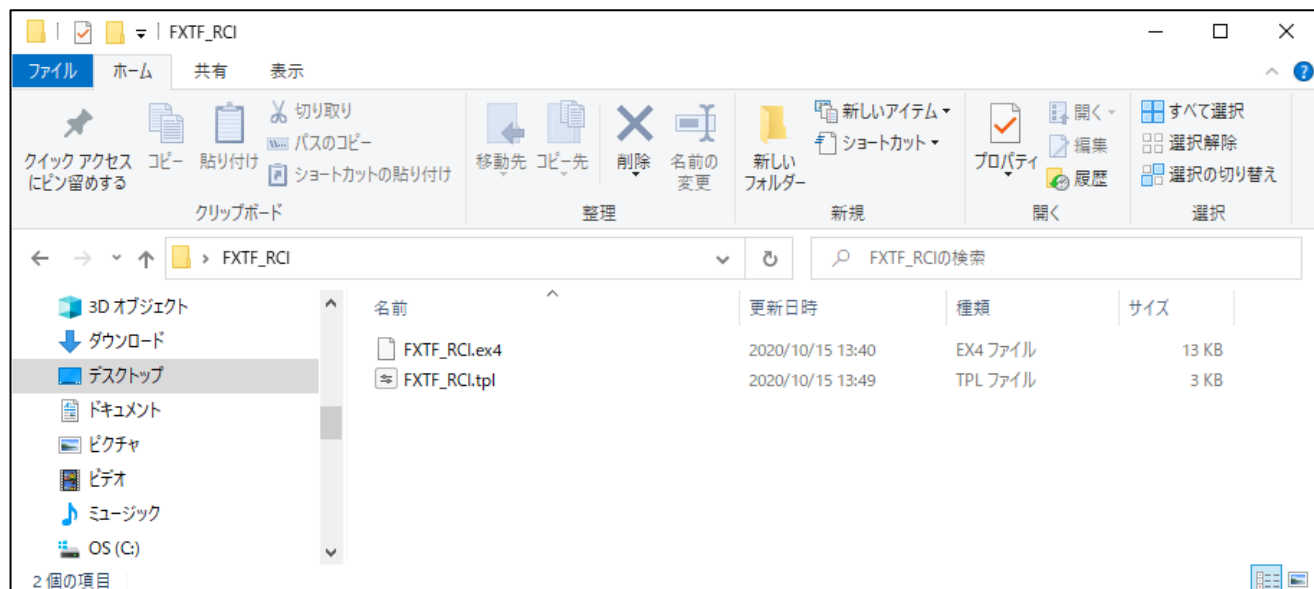 FXTF_RCI
ファイル ホーム 共有 表示
クイック アクセス
にピン留めする
コピー
貼り付け
切り取り
パスのコピー
ショートカットの貼り付け
クリップボード
移動先
コピー先
削除
名前の
変更
整理
新しい
フォルダー
新しいアイテム
ショートカット
新規
プロパティ
開く
編集
履歴
開く
すべて選択
選択解除
選択の切り替え
選択
FXTF_RCI
FXTF_RCIの検索
3D オブジェクト
ダウンロード
デスクトップ
ドキュメント
ピクチャ
ビデオ
ミュージック
OS (C:)
名前 更新日時 種類 サイズ
FXTF_RCI.ex4 2020/10/15 13:40 EX4 ファイル 13 KB
FXTF_RCI.tpl 2020/10/15 13:49 TPL ファイル 3 KB
2 個の項目